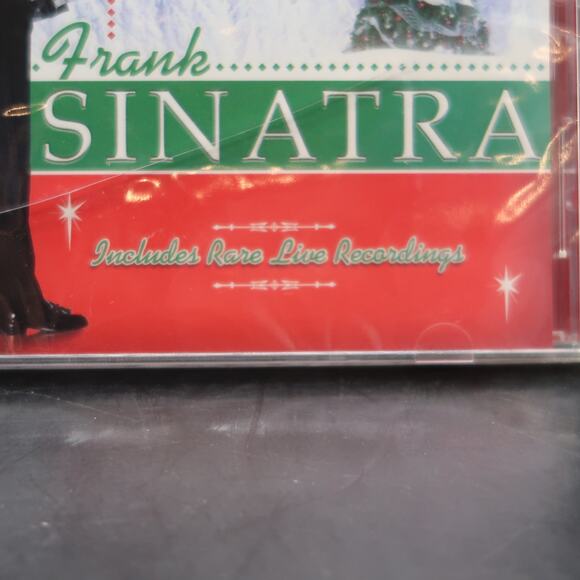 Frank
SINATRA
Includes Rare Live Recordings